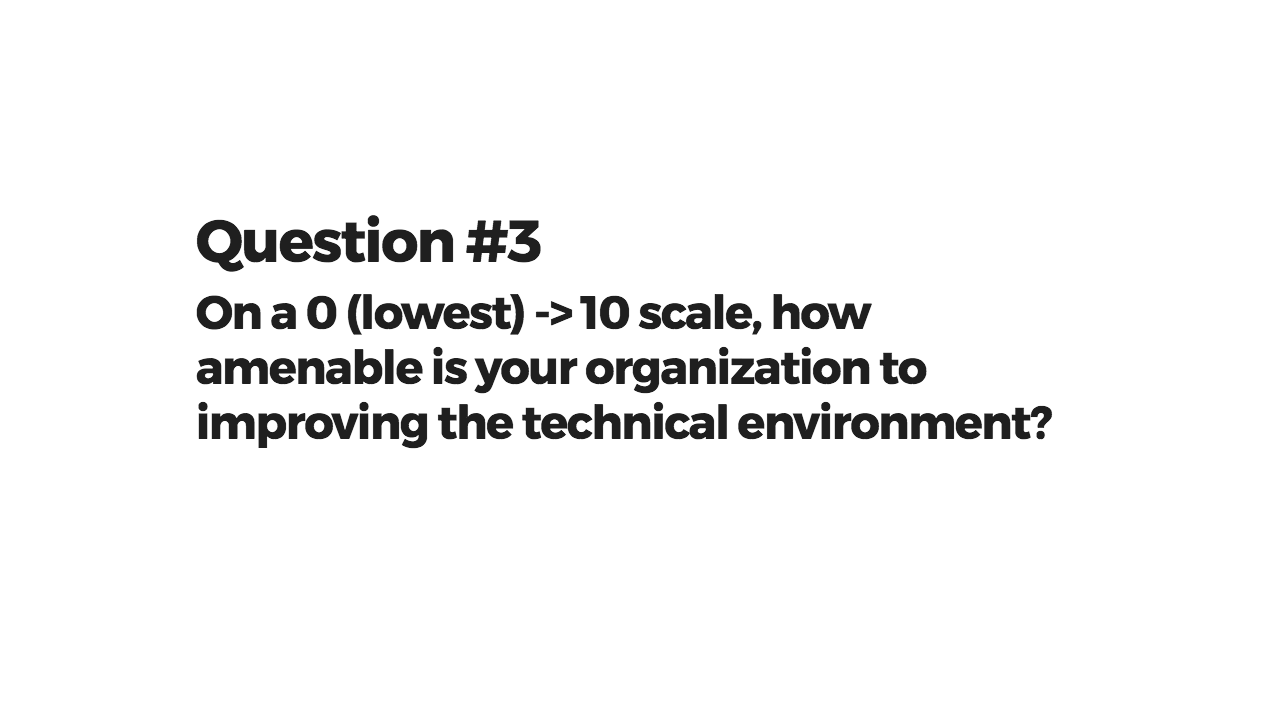 Question #3
On a 0 (lowest) -> 10 scale, how
amenable is your organization to
improving the technical environment?